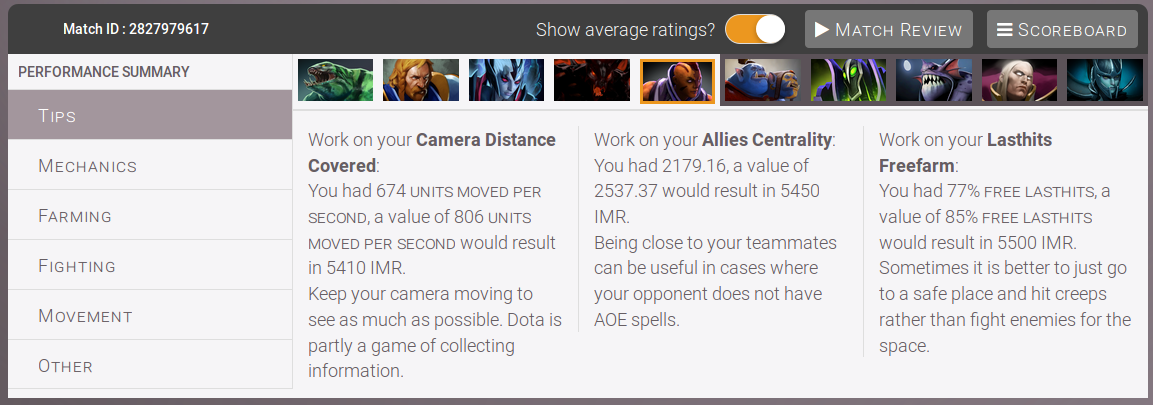 Match ID : 2827979617
Show average ratings?
Match Review
Scoreboard
PERFORMANCE SUMMARY
Tips
Mechanics
Farming
Fighting
Movement
Other
Work on your Camera Distance
Covered:
You had 674 UNITS MOVED PER
SECOND, a value of 806 UNITS
MOVED PER SECOND would result
in 5410 IMR.
Keep your camera moving to
see as much as possible. Dota is
partly a game of collecting
information.
Work on your Allies Centrality:
You had 2179.16, a value of
2537.37 would result in 5450
IMR.
Being close to your teammates
can be useful in cases where
your opponent does not have
AOE spells.
Work on your Lasthits
Freefarm:
You had 77% FREE LASTHITS, a
value of 85% FREE LASTHITS
would result in 5500 IMR.
Sometimes it is better to just go
to a safe place and hit creeps
rather than fight enemies for the
space.